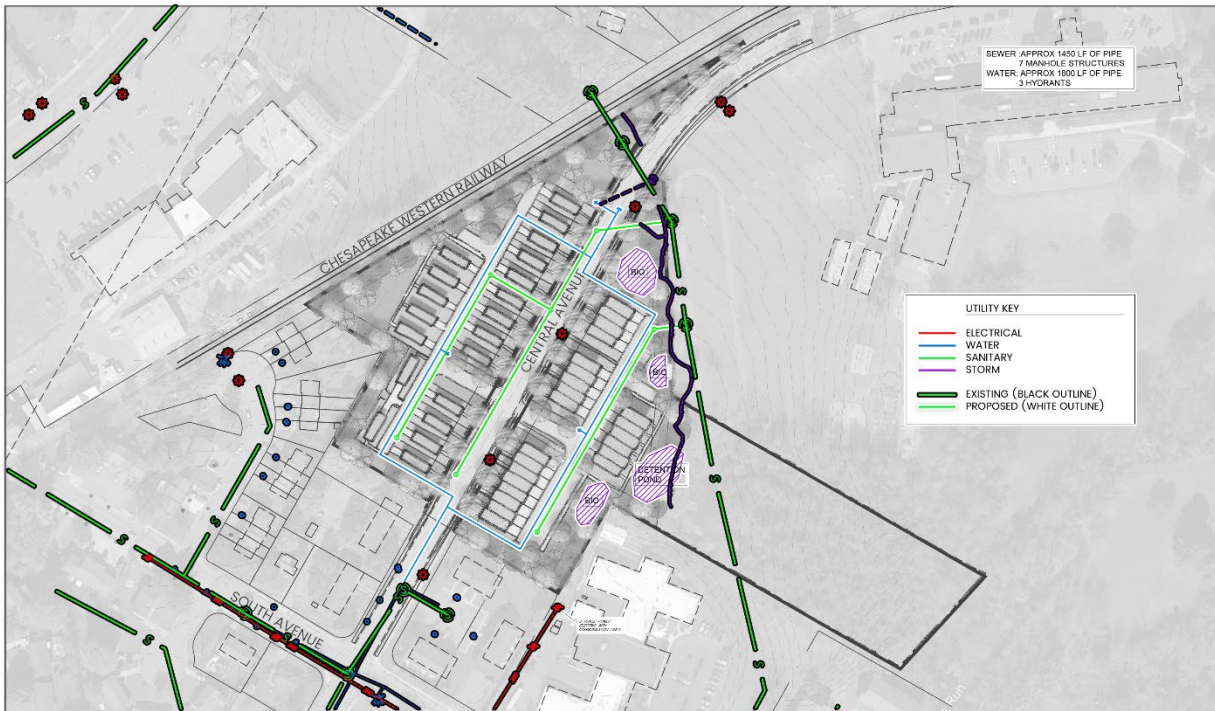 SEWER :APPROX 1450 LF OF PIPE
7 MANHOLE STRUCTURES
WATER: APPROX 1800 LF OF PIPE
3 HYDRANTS
S
CHESAPEAKE WESTERN RAILWAY
CENTRAL AVENUE
BIO
S
UTILITY KEY
ELECTRICAL
WATER
SANITARY
STORM
EXISTING (BLACK OUTLINE)
PROPOSED (WHITE OUTLINE)
BIO
S
DETENTION
POND
S
BIO
S
S
SOUTH AVENUE
S
S
S
Run